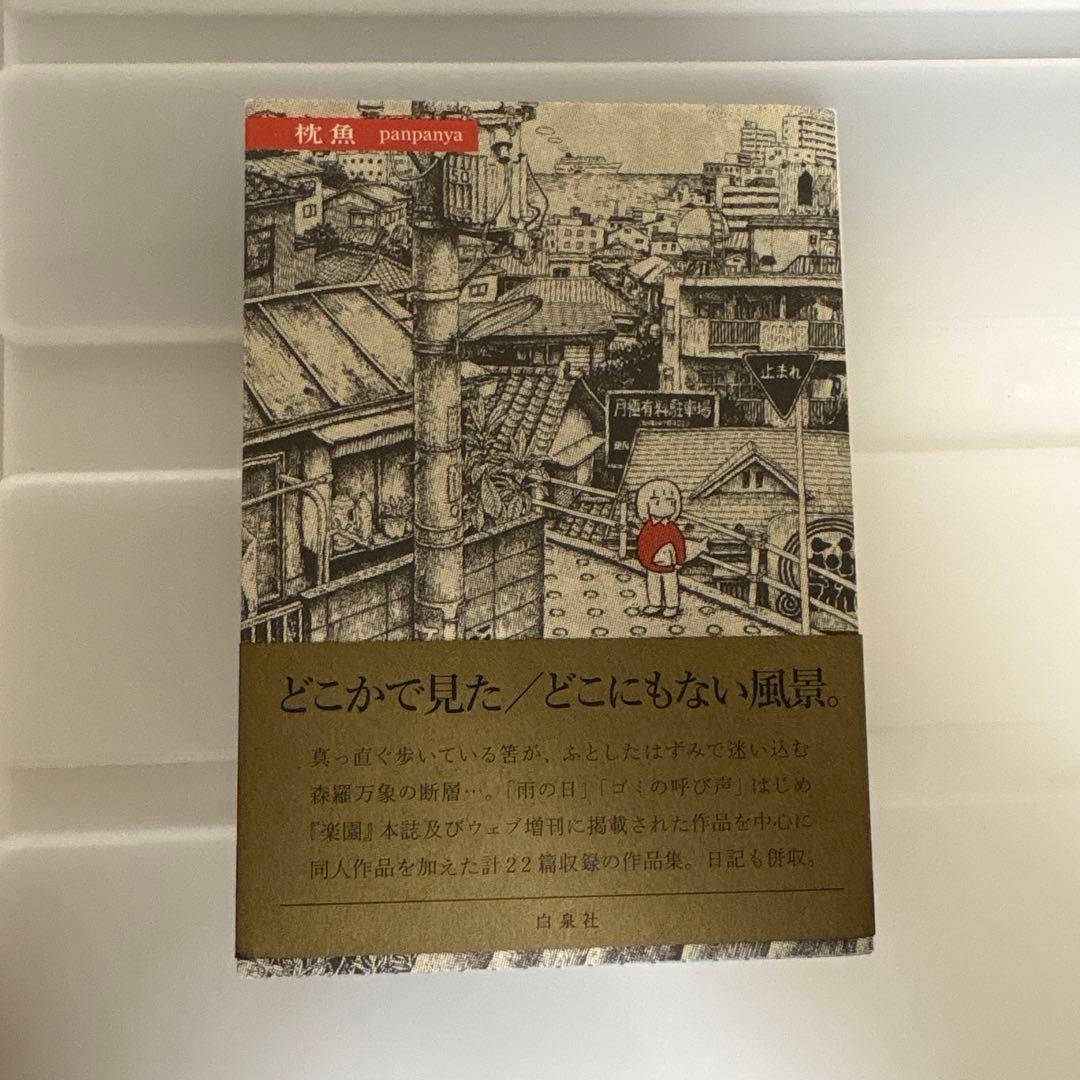 枕魚 panpanya
止まれ
月極有料駐車場
どこかで見た／どこにもない風景。
真っ直ぐ歩いている筈が、ふとしたはずみで迷い込む
森羅万象の断層…。「雨の日」「ゴミの呼び声」はじめ
『楽園』本誌及びウェブ増刊に掲載された作品を中心に
同人作品を加えた計22篇収録の作品集。日記も併収。
白泉社